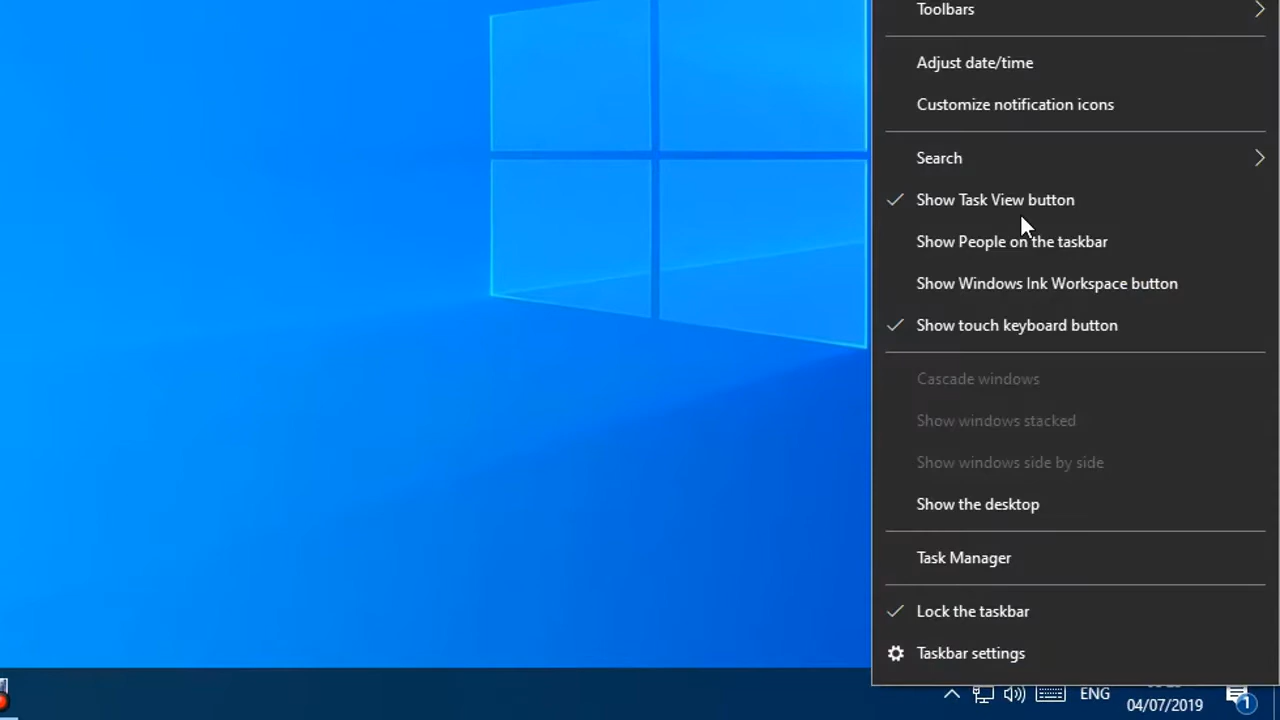 Toolbars
Adjust date/time
Customize notification icons
Search
Show Task View button
Show People on the taskbar
Show Windows Ink Workspace button
Show touch keyboard button
Cascade windows
Show windows stacked
Show windows side by side
Show the desktop
Task Manager
Lock the taskbar
Taskbar settings
ENG
04/07/2019
1